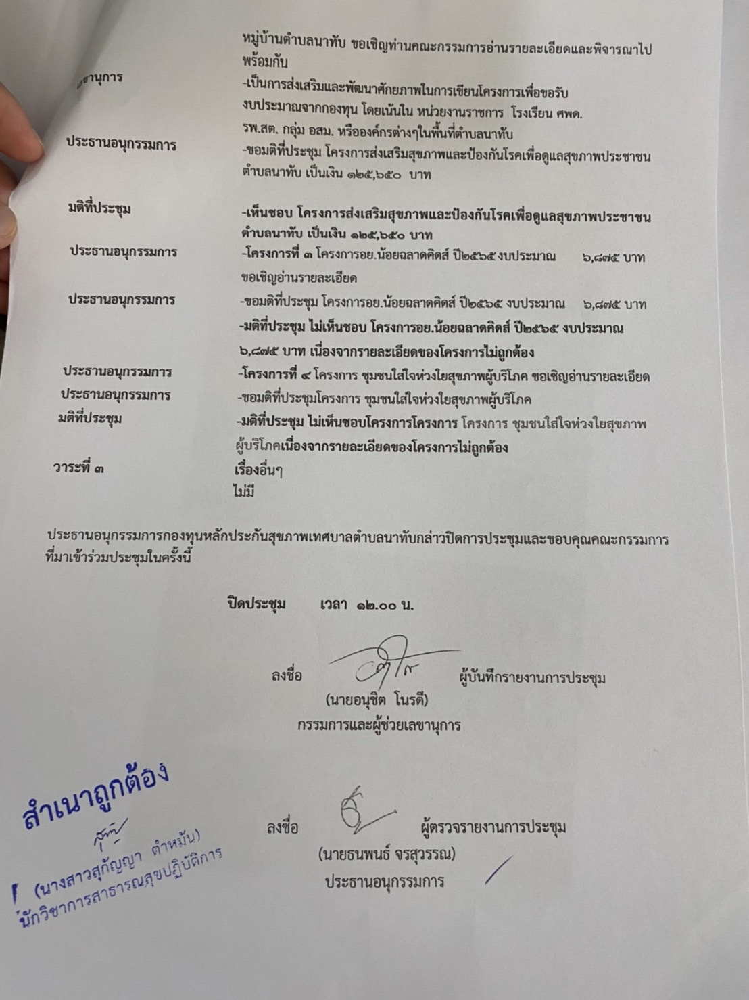 หมู่บ้านตำบลนาทับ ขอเชิญท่านคณะกรรมการอ่านรายละเอียดและพิจารณาไป
พร้อมกัน
เลขานุการ -เป็นการส่งเสริมและพัฒนาศักยภาพในการเขียนโครงการเพื่อขอรับ
งบประมาณจากกองทุน โดยเน้นใน หน่วยงานราชการ โรงเรียน ศพด.
รพ.สต. กลุ่ม อสม. หรือองค์กรต่างๆในพื้นที่ตำบลนาทับ
ประธานอนุกรรมการ -ขอมติที่ประชุม โครงการส่งเสริมสุขภาพและป้องกันโรคเพื่อดูแลสุขภาพประชาชน
ตำบลนาทับ เป็นเงิน ๑๒๕,๖๕๐ บาท
มติที่ประชุม -เห็นชอบ โครงการส่งเสริมสุขภาพและป้องกันโรคเพื่อดูแลสุขภาพประชาชน
ตำบลนาทับ เป็นเงิน ๑๒๕,๖๕๐ บาท
ประธานอนุกรรมการ -โครงการที่ ๓ โครงการอย.น้อยฉลาดคิดส์ ปี๒๕๖๕ งบประมาณ ๖,๘๗๕ บาท
ขอเชิญอ่านรายละเอียด
ประธานอนุกรรมการ -ขอมติที่ประชุม โครงการอย.น้อยฉลาดคิดส์ ปี๒๕๖๕ งบประมาณ ๖,๘๗๕ บาท
-มติที่ประชุม ไม่เห็นชอบ โครงการอย.น้อยฉลาดคิดส์ ปี๒๕๖๕ งบประมาณ
๖,๘๗๕ บาท เนื่องจากรายละเอียดของโครงการไม่ถูกต้อง
ประธานอนุกรรมการ -โครงการที่ ๔ โครงการ ชุมชนใส่ใจห่วงใยสุขภาพผู้บริโภค ขอเชิญอ่านรายละเอียด
ประธานอนุกรรมการ -ขอมติที่ประชุมโครงการ ชุมชนใส่ใจห่วงใยสุขภาพผู้บริโภค
มติที่ประชุม -มติที่ประชุม ไม่เห็นชอบโครงการโครงการ โครงการ ชุมชนใส่ใจห่วงใยสุขภาพ
ผู้บริโภคเนื่องจากรายละเอียดของโครงการไม่ถูกต้อง
วาระที่ ๓ เรื่องอื่นๆ
ไม่มี
ประธานอนุกรรมการกองทุนหลักประกันสุขภาพเทศบาลตำบลนาทับกล่าวปิดการประชุมและขอบคุณคณะกรรมการ
ที่มาเข้าร่วมประชุมในครั้งนี้
ปิดประชุม เวลา ๑๒.๐๐ น.
ลงชื่อ ผู้บันทึกรายงานการประชุม
(นายอนุชิต โนรดี)
กรรมการและผู้ช่วยเลขานุการ
ลงชื่อ ผู้ตรวจรายงานการประชุม
(นายธนพนธ์ จรสุวรรณ)
ประธานอนุกรรมการ
สำเนาถูกต้อง
(นางสาวสุกัญญา ตำหมัน)
นักวิชาการสาธารณสุขปฏิบัติการ